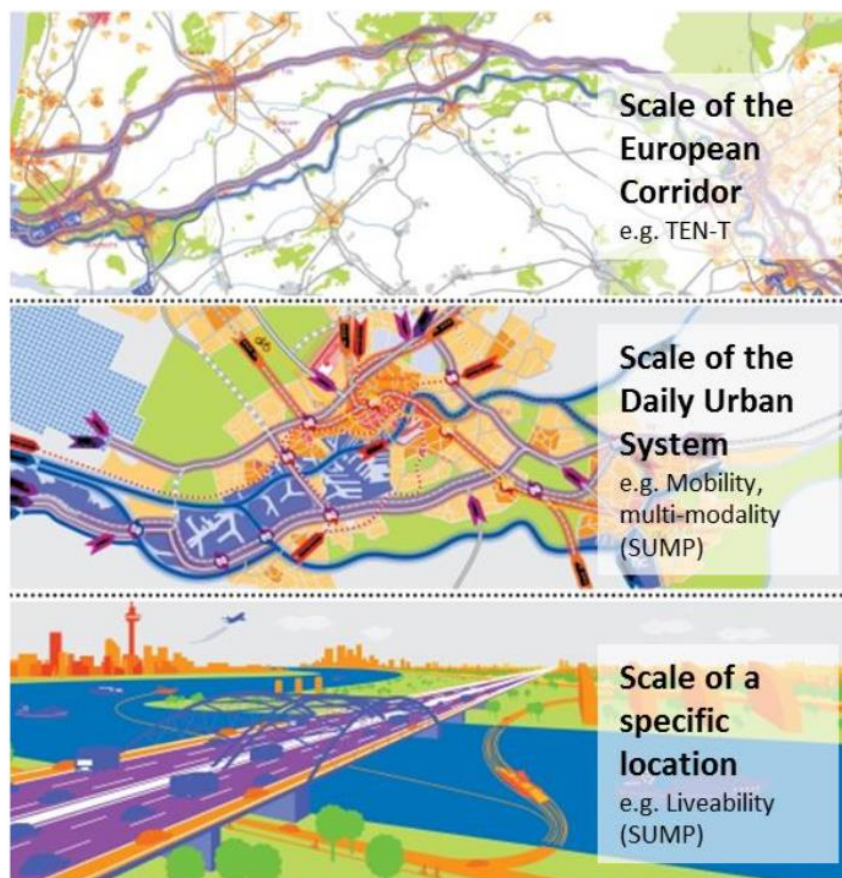 Scale of the
European
Corridor
e.g. TEN-T
Scale of the
Daily Urban
System
e.g. Mobility,
multi-modality
(SUMP)
Scale of a
specific
location
e.g. Liveability
(SUMP)